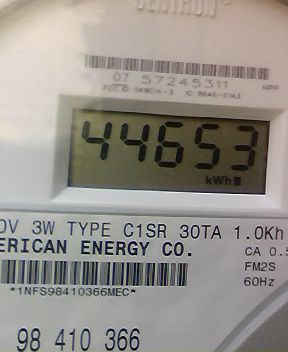 CENTRON
07 57245311
44653
kWh
0V 3W TYPE C1SR 30TA 1.0Kh
ERICAN ENERGY CO.
CA 0.5
FM2S
60Hz
*1NFS98410366MEC*
98 410 366